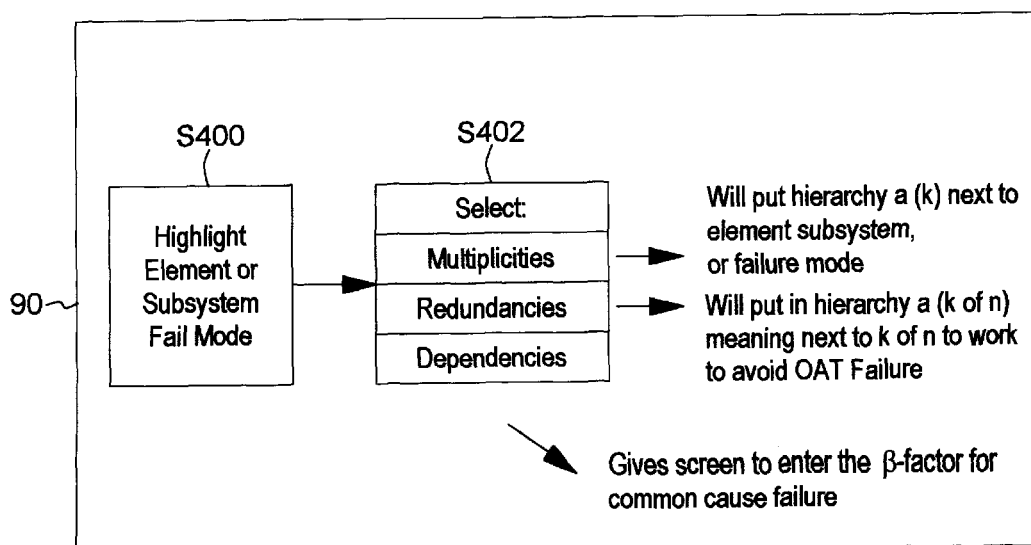 S400
S402
Highlight
Element or
Subsystem
Fail Mode
90
Select:
Multiplicities
Redundancies
Dependencies
Will put hierarchy a (k) next to
element subsystem,
or failure mode
Will put in hierarchy a (k of n)
meaning next to k of n to work
to avoid OAT Failure
Gives screen to enter the β-factor for
common cause failure